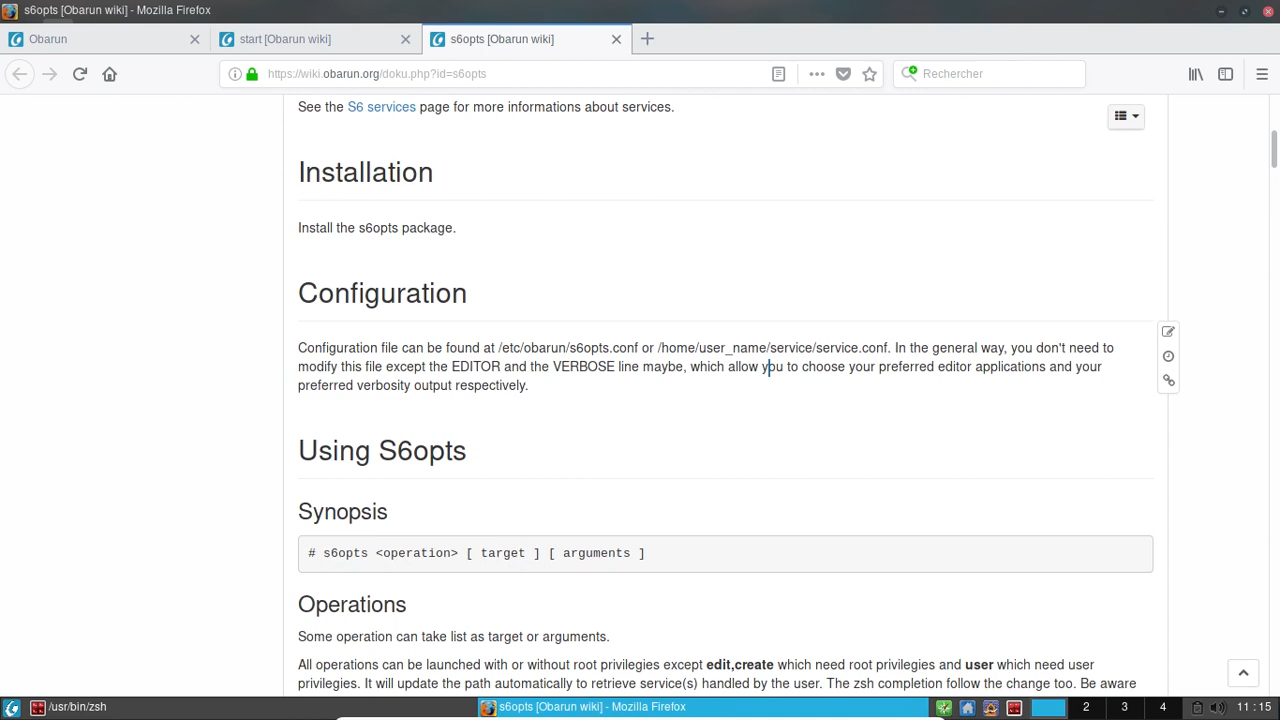 s6opts [Obarun wiki] - Mozilla Firefox
Obarun
start [Obarun wiki]
s6opts [Obarun wiki]
https://wiki.obarun.org/doku.php?id=s6opts
Rechercher
See the S6 services page for more informations about services.
Installation
Install the s6opts package.
Configuration
Configuration file can be found at /etc/obarun/s6opts.conf or /home/user_name/service/service.conf. In the general way, you don't need to
modify this file except the EDITOR and the VERBOSE line maybe, which allow you to choose your preferred editor applications and your
preferred verbosity output respectively.
Using S6opts
Synopsis
# s6opts <operation> [ target ] [ arguments ]
Operations
Some operation can take list as target or arguments.
All operations can be launched with or without root privilegies except edit,create which need root privilegies and user which need user
privilegies. It will update the path automatically to retrieve service(s) handled by the user. The zsh completion follow the change too. Be aware
/usr/bin/zsh
s6opts [Obarun wiki] - Mozilla Firefox
2
3
4
11:15